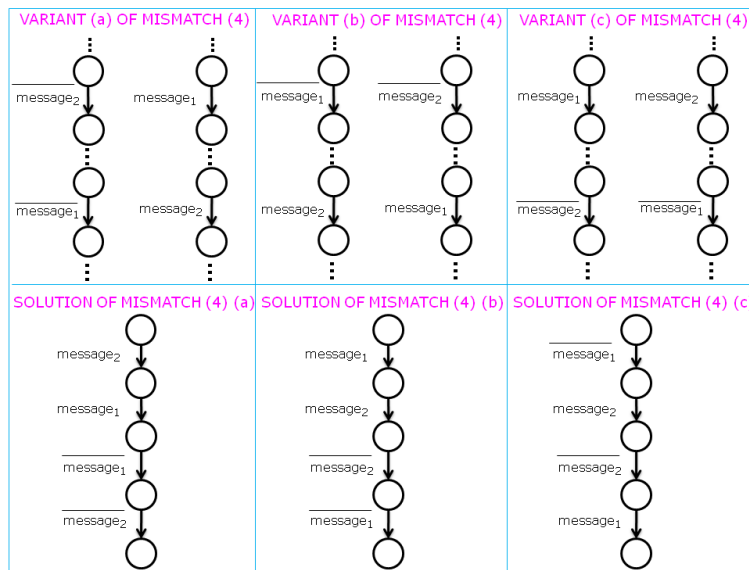 VARIANT (a) OF MISMATCH (4)
message₂
message₁
message₁
message₂
VARIANT (b) OF MISMATCH (4)
message₁
message₂
message₂
message₁
VARIANT (c) OF MISMATCH (4)
message₁
message₂
message₂
message₁
SOLUTION OF MISMATCH (4) (a)
message₂
message₁
message₁
message₂
SOLUTION OF MISMATCH (4) (b)
message₁
message₂
message₂
message₁
SOLUTION OF MISMATCH (4) (c
message₁
message₂
message₂
message₁